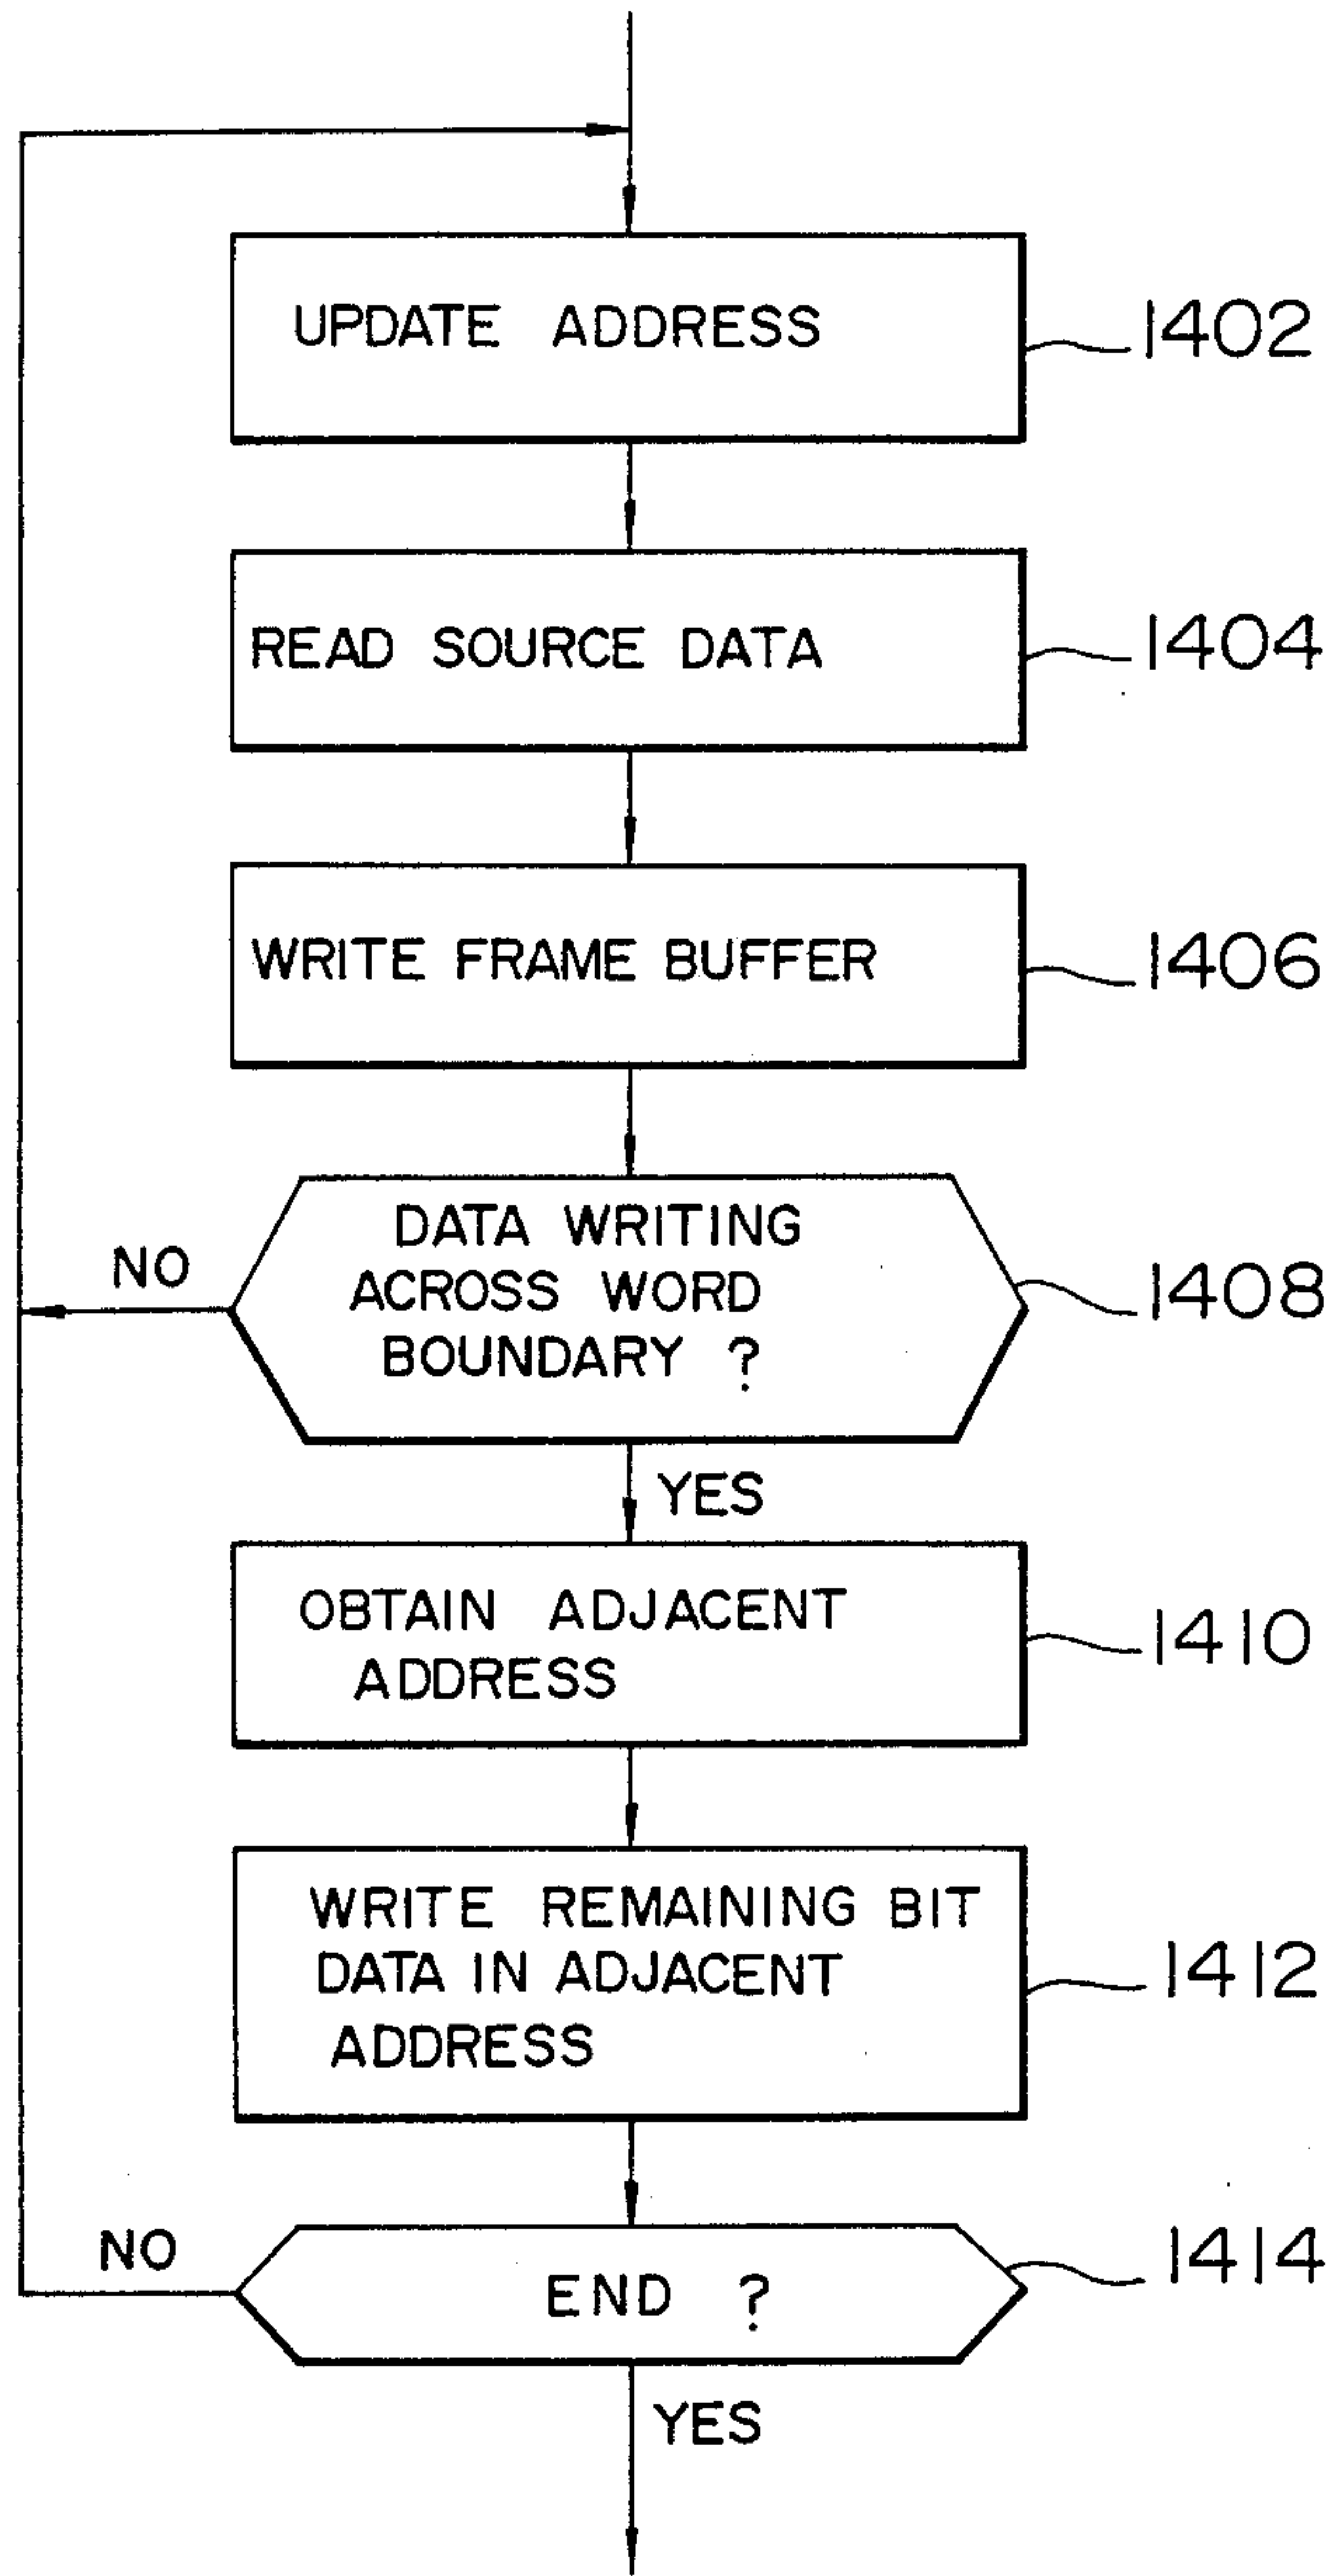 UPDATE ADDRESS
1402
READ SOURCE DATA
1404
WRITE FRAME BUFFER
1406
DATA WRITING
ACROSS WORD
BOUNDARY ?
NO
1408
YES
OBTAIN ADJACENT
ADDRESS
1410
WRITE REMAINING BIT
DATA IN ADJACENT
ADDRESS
1412
NO
END ?
1414
YES